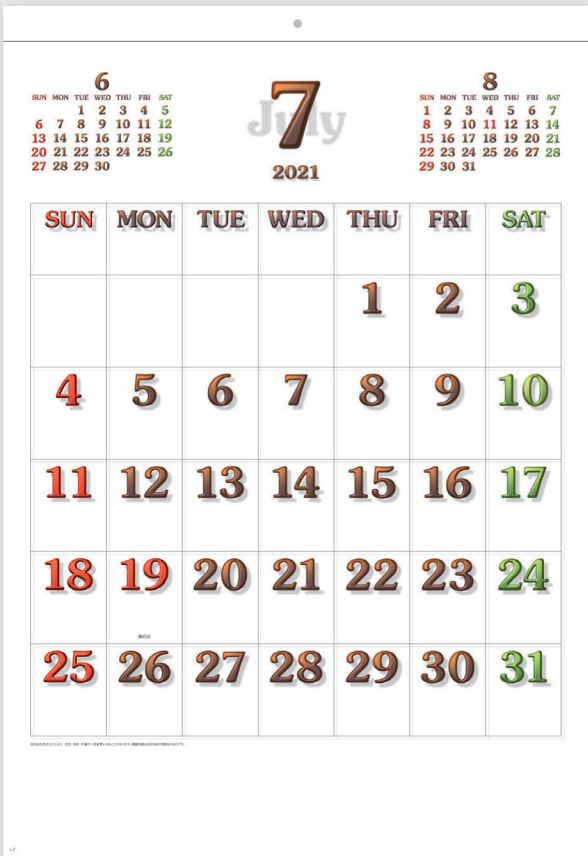 6
SUN MON TUE WED THU FRI SAT
1 2 3 4 5
6 7 8 9 10 11 12
13 14 15 16 17 18 19
20 21 22 23 24 25 26
27 28 29 30
July
7
2021
8
SUN MON TUE WED THU FRI SAT
1 2 3 4 5 6 7
8 9 10 11 12 13 14
15 16 17 18 19 20 21
22 23 24 25 26 27 28
29 30 31
SUN MON TUE WED THU FRI SAT
1 2 3
4 5 6 7 8 9 10
11 12 13 14 15 16 17
18 19 20 21 22 23 24
海の日
25 26 27 28 29 30 31